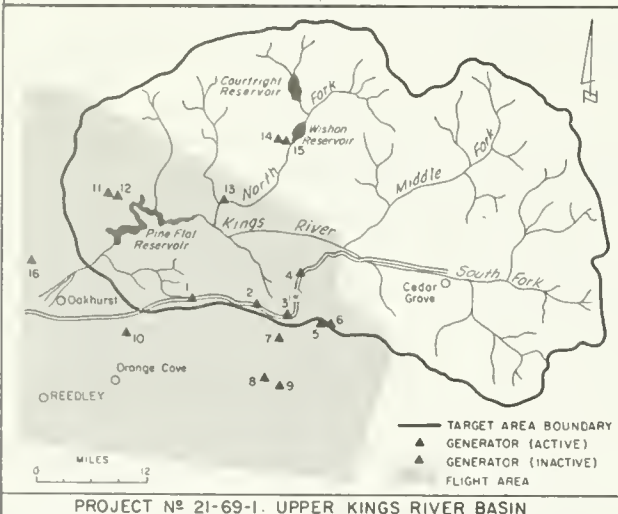 Courtright
Reservoir
Fork
Wishon
Reservoir
14
15
North
Middle
Fork
11
12
13
Pine Flat
Reservoir
Kings
River
16
4
South
Fork
Cedar
Grove
Oakhurst
1
2
3
5
6
10
7
Orange Cove
8
9
REEDLEY
MILES
0
12
TARGET AREA BOUNDARY
GENERATOR (ACTIVE)
GENERATOR (INACTIVE)
FLIGHT AREA
N
PROJECT Nº 21-69-1. UPPER KINGS RIVER BASIN